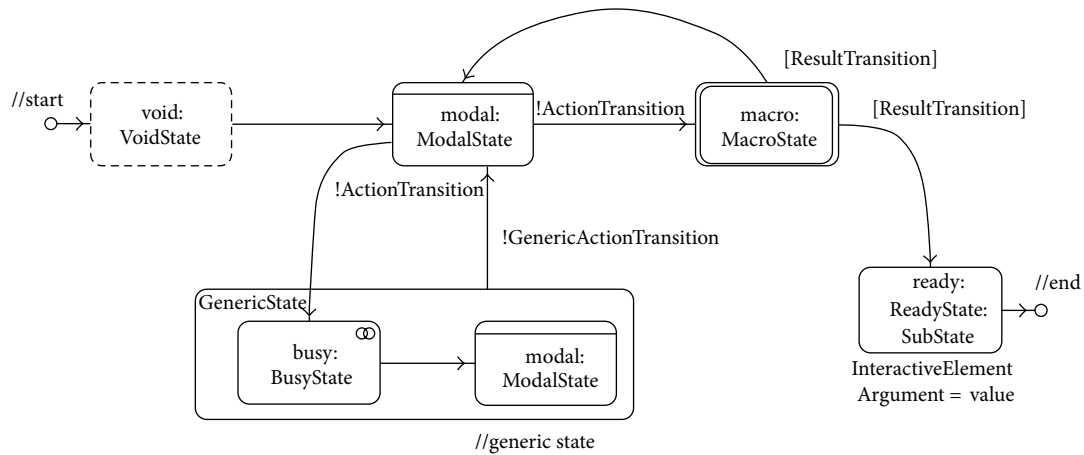 [ResultTransition]
//start
void:
VoidState
modal:
ModalState
!ActionTransition
macro:
MacroState
[ResultTransition]
!ActionTransition
!GenericActionTransition
GenericState
busy:
BusyState
modal:
ModalState
//generic state
ready:
ReadyState:
SubState
//end
InteractiveElement
Argument = value